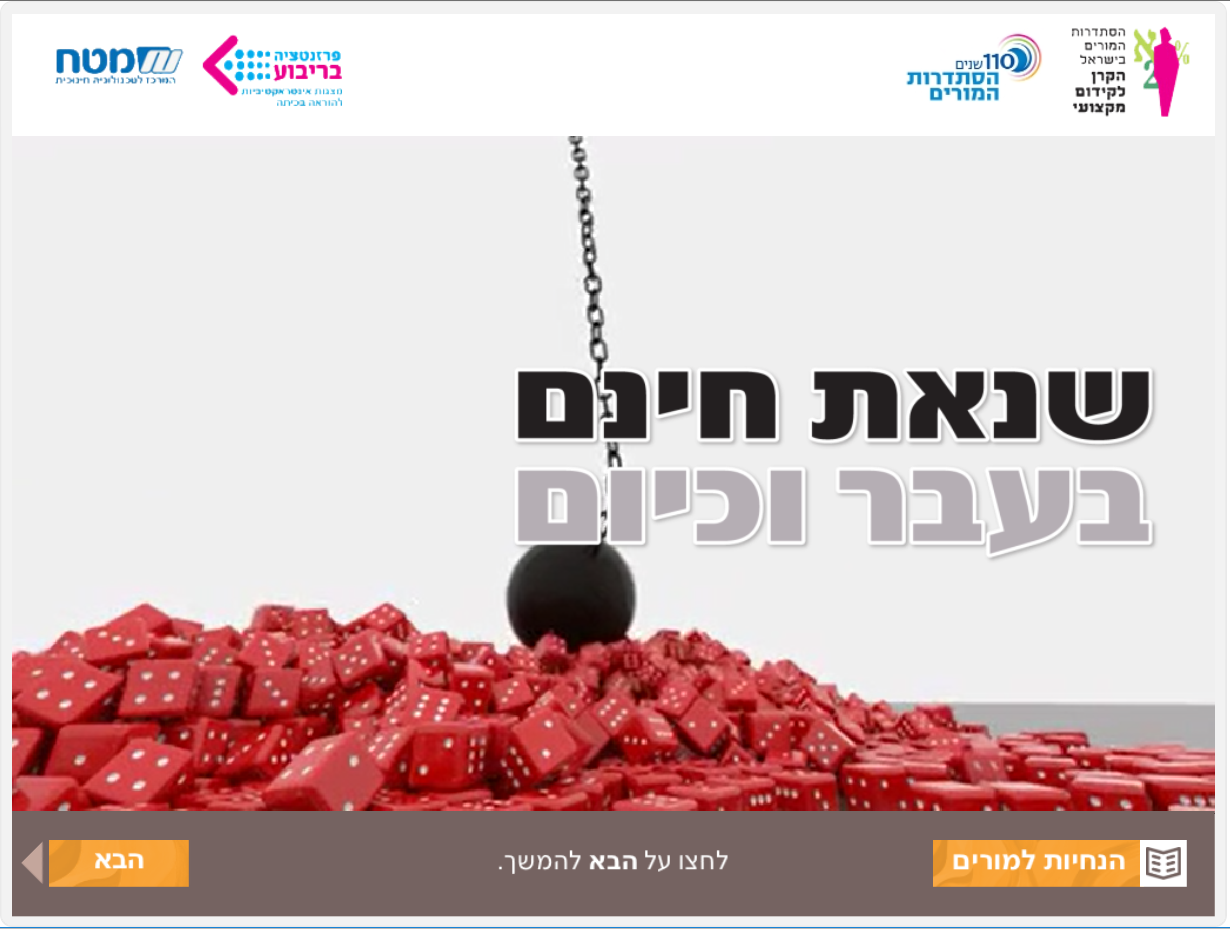 הסתדרות
המורים
בישראל
הקרן
לקידום
מקצועי
110 שנים
הסתדרות
המורים
פרזנטציה
בריבוע
מצגות אינטראקטיביות
להוראה בכיתה
מטח
המרכז לטכנולוגיה חינוכית
שנאת חינם
בעבר וכיום
הנחיות למורים
לחצו על הבא להמשך.
הבא